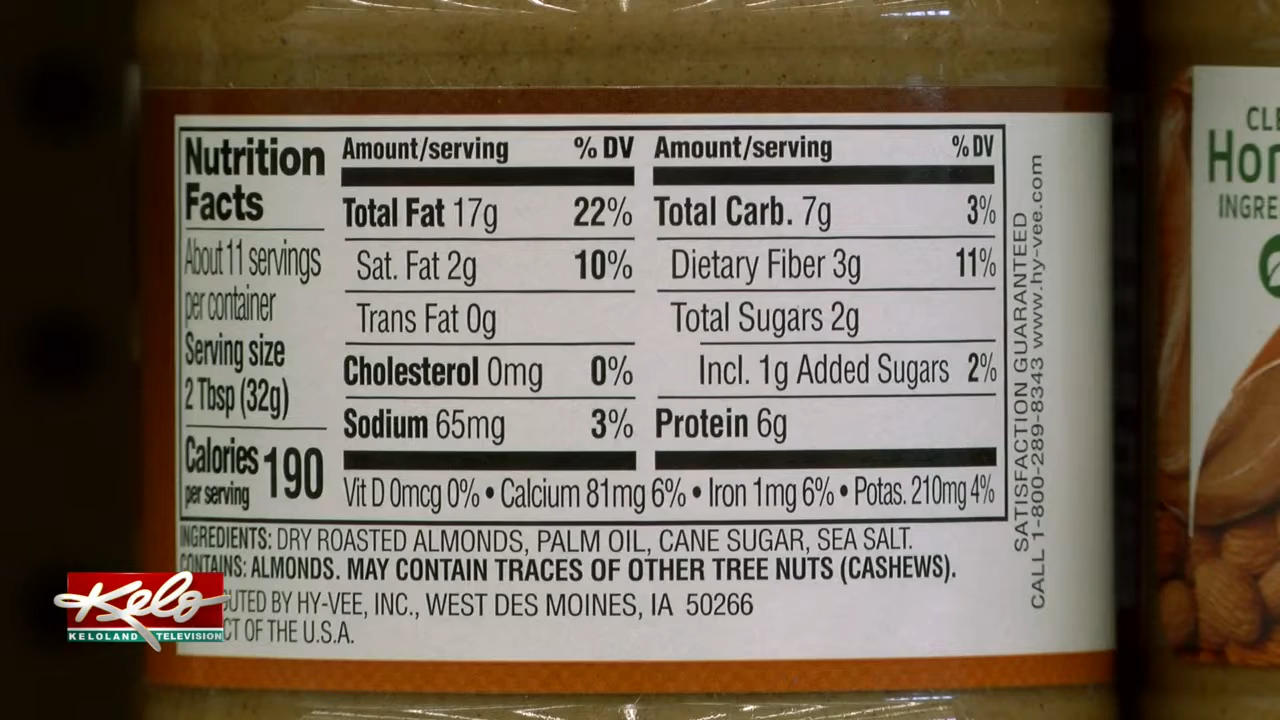 Nutrition
Facts
About 11 servings
per container
Serving size
2 Tbsp (32g)
Calories 190
per serving
Amount/serving % DV
Total Fat 17g 22%
Sat. Fat 2g 10%
Trans Fat 0g
Cholesterol 0mg 0%
Sodium 65mg 3%
Amount/serving % DV
Total Carb. 7g 3%
Dietary Fiber 3g 11%
Total Sugars 2g
Incl. 1g Added Sugars 2%
Protein 6g
Vit D 0mcg 0% • Calcium 81mg 6% • Iron 1mg 6% • Potas. 210mg 4%
INGREDIENTS: DRY ROASTED ALMONDS, PALM OIL, CANE SUGAR, SEA SALT.
CONTAINS: ALMONDS. MAY CONTAIN TRACES OF OTHER TREE NUTS (CASHEWS).
BY HY-VEE, INC., WEST DES MOINES, IA 50266
OF THE U.S.A.
SATISFACTION GUARANTEED
CALL 1-800-289-8343 www.hy-vee.com
Kelo
KELOLAND TELEVISION